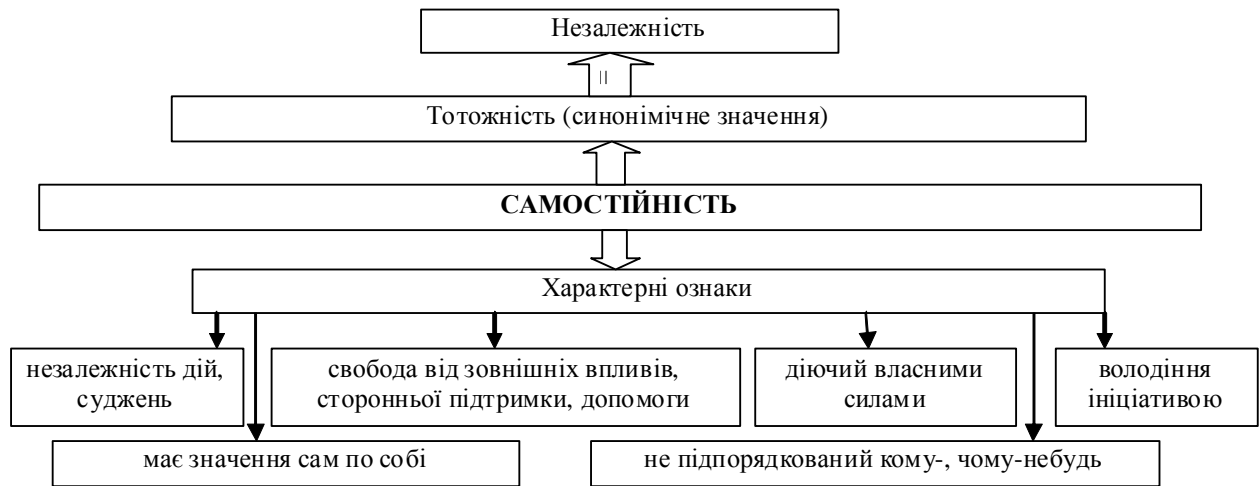 Незалежність
Тотожність (синонімічне значення)
САМОСТІЙНІСТЬ
Характерні ознаки
незалежність дій,
суджень
свобода від зовнішніх впливів,
сторонньої підтримки, допомоги
діючий власними
силами
володіння
ініціативою
має значення сам по собі
не підпорядкований кому-, чому-небудь